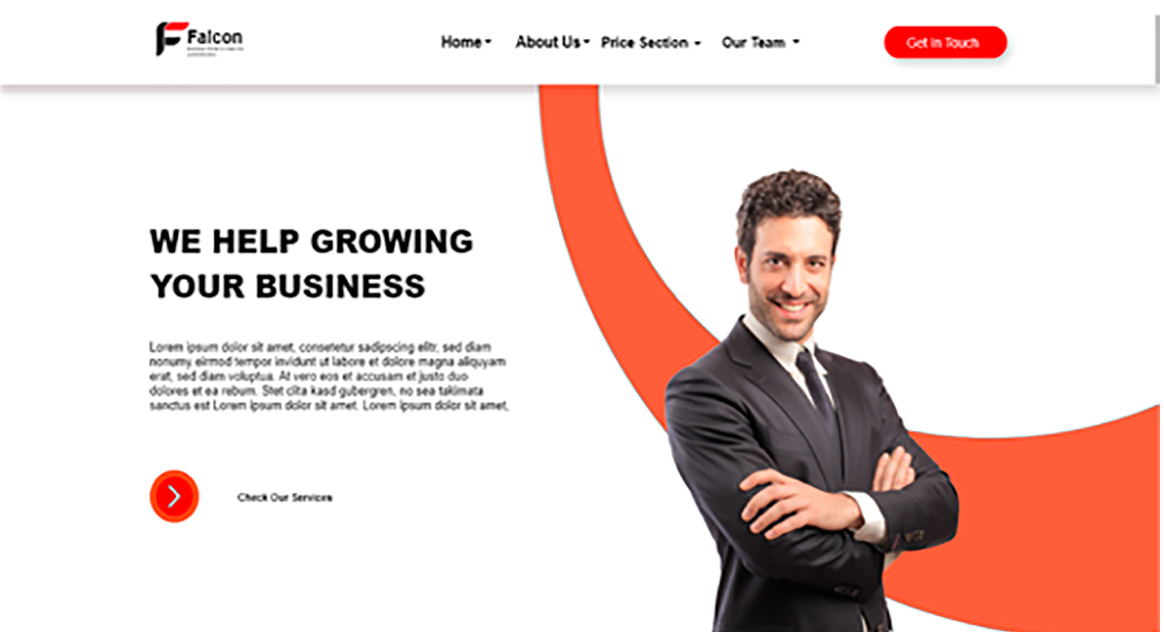 Falcon
Home
About Us
Price Section
Our Team
Get In Touch
WE HELP GROWING
YOUR BUSINESS
Lorem ipsum dolor sit amet, consetetur sadipscing elitr, sed diam
nonumy eirmod tempor invidunt ut labore et dolore magna aliquyam
erat, sed diam voluptua. At vero eos et accusam et justo duo
dolores et ea rebum. Stet clita kasd gubergren, no sea takimata
sanctus est Lorem ipsum dolor sit amet. Lorem ipsum dolor sit amet,
Check Our Services